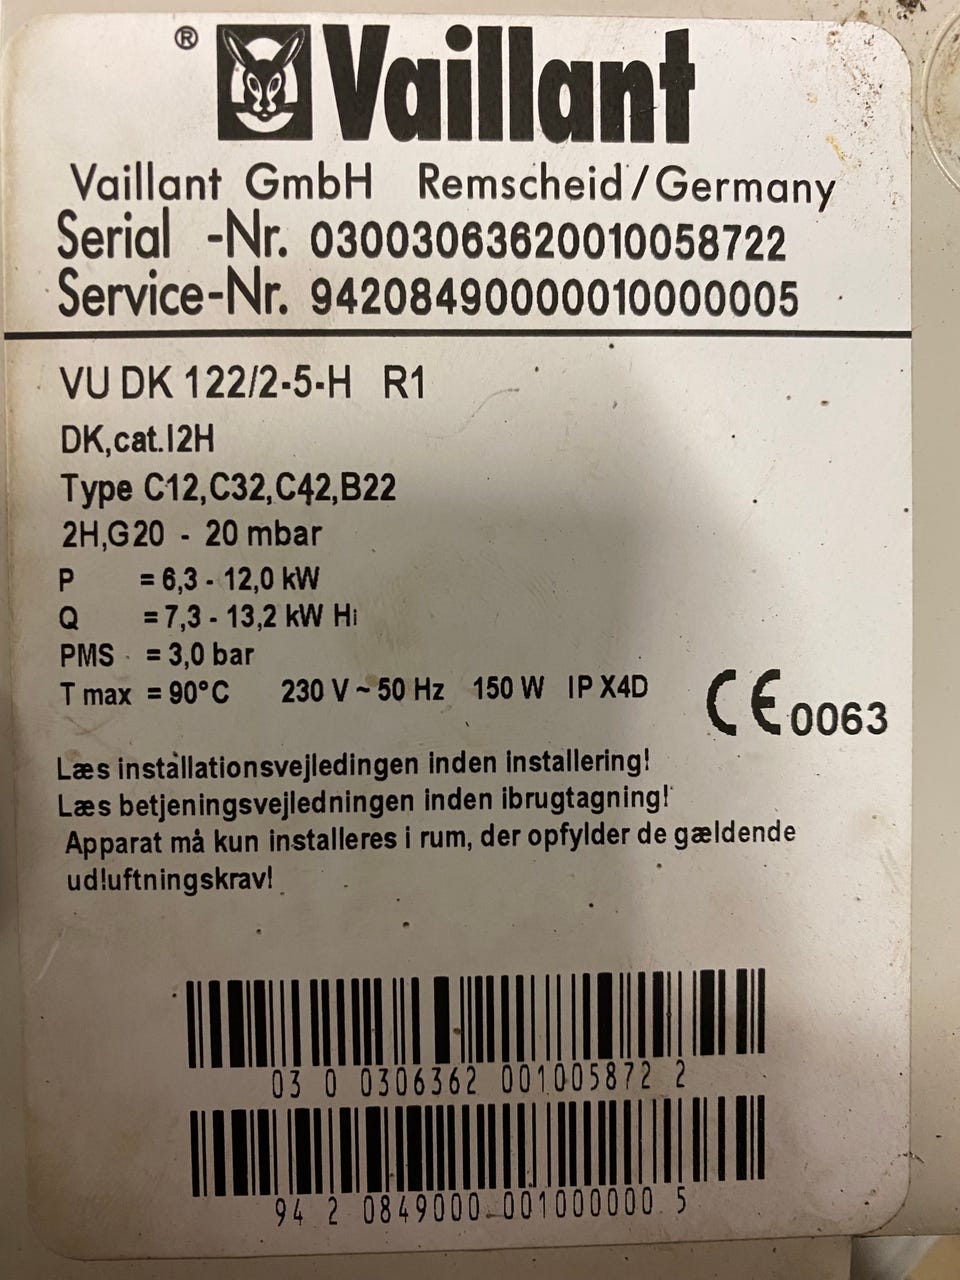 ® Vaillant
Vaillant GmbH Remscheid/Germany
Serial -Nr. 03003063620010058722
Service-Nr. 94208490000010000005
VU DK 122/2-5-H R1
DK,cat.I2H
Type C12,C32,C42,B22
2H,G20 - 20 mbar
P = 6,3 - 12,0 kW
Q = 7,3 - 13,2 kW Hi
PMS = 3,0 bar
T max = 90°C 230 V ~ 50 Hz 150 W IP X4D
CE 0063
Læs installationsvejledingen inden installering!
Læs betjeningsvejledningen inden ibrugtagning!
Apparat må kun installeres i rum, der opfylder de gældende
udluftningskrav!
03 0 0306362 001005872 2
94 2 0849000 001000000 5